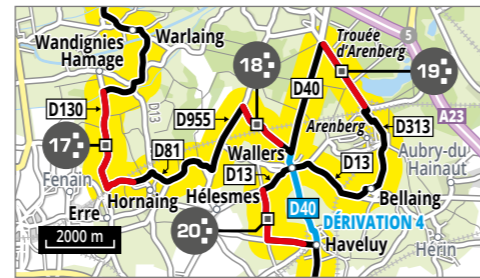 Wandignies
Hamage
Warlaing
Trouée
d'Arenberg
5
18
19
D130
D13
D955
D40
A23
17
Arenberg
D313
D81
Wallers
D13
Aubry-du
Hainaut
Fenain
Hornaing
Hélesmes
D13
Bellaing
Erre
D40
DÉRIVATION 4
20
2000 m
Haveluy
Hérin